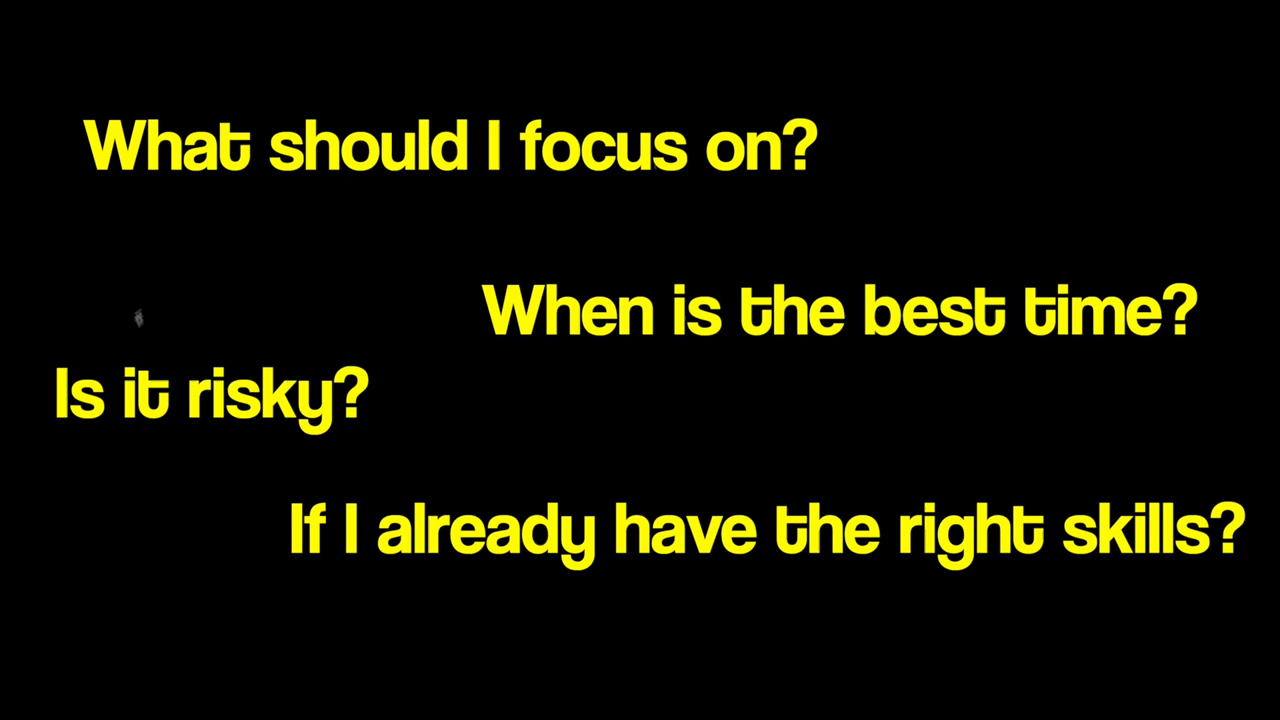 What should I focus on?
When is the best time?
Is it risky?
If I already have the right skills?